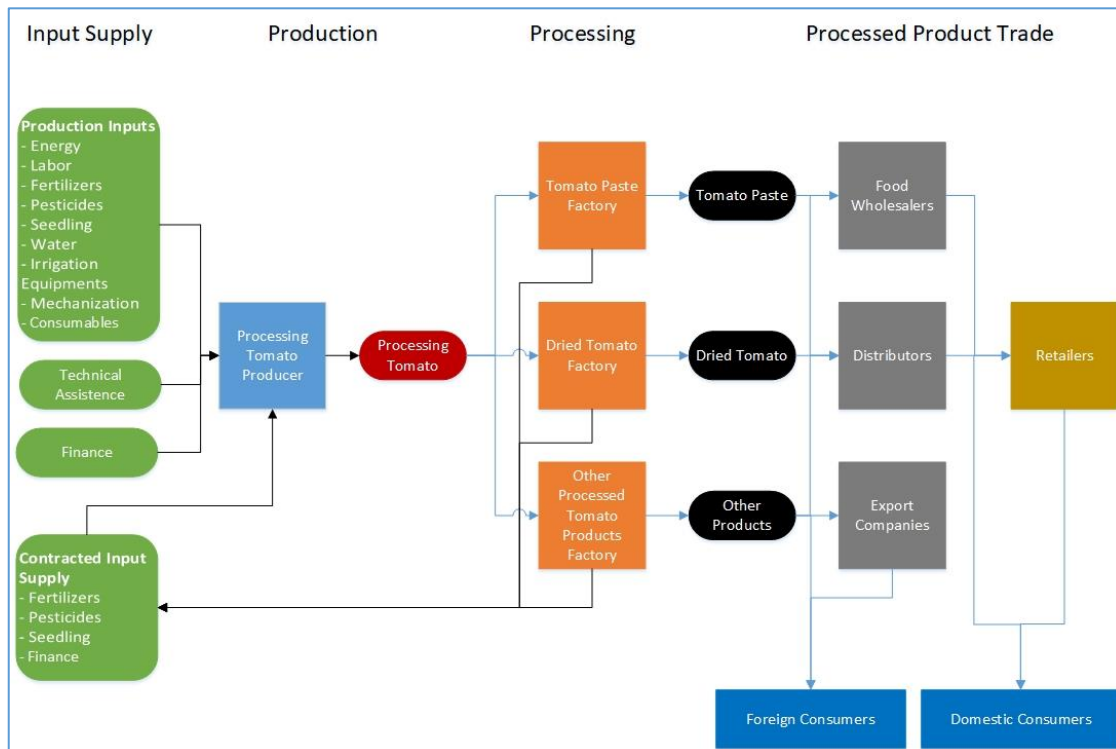 Input Supply
Production
Processing
Processed Product Trade
Production Inputs
- Energy
- Labor
- Fertilizers
- Pesticides
- Seedling
- Water
- Irrigation
Equipments
- Mechanization
- Consumables
Technical
Assistence
Finance
Contracted Input
Supply
- Fertilizers
- Pesticides
- Seedling
- Finance
Processing
Tomato
Producer
Processing
Tomato
Tomato Paste
Factory
Dried Tomato
Factory
Other
Processed
Tomato
Products
Factory
Tomato Paste
Dried Tomato
Other
Products
Food
Wholesalers
Distributors
Export
Companies
Retailers
Foreign Consumers
Domestic Consumers